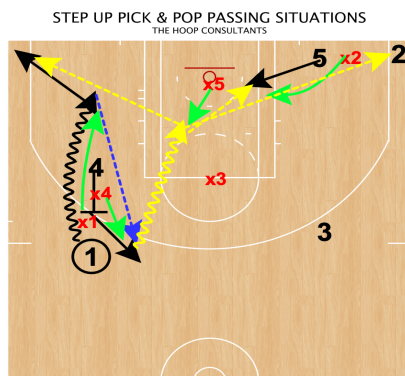 STEP UP PICK & POP PASSING SITUATIONS
THE HOOP CONSULTANTS
5 x2 2
x5
4 x3
x4
x1
3
1